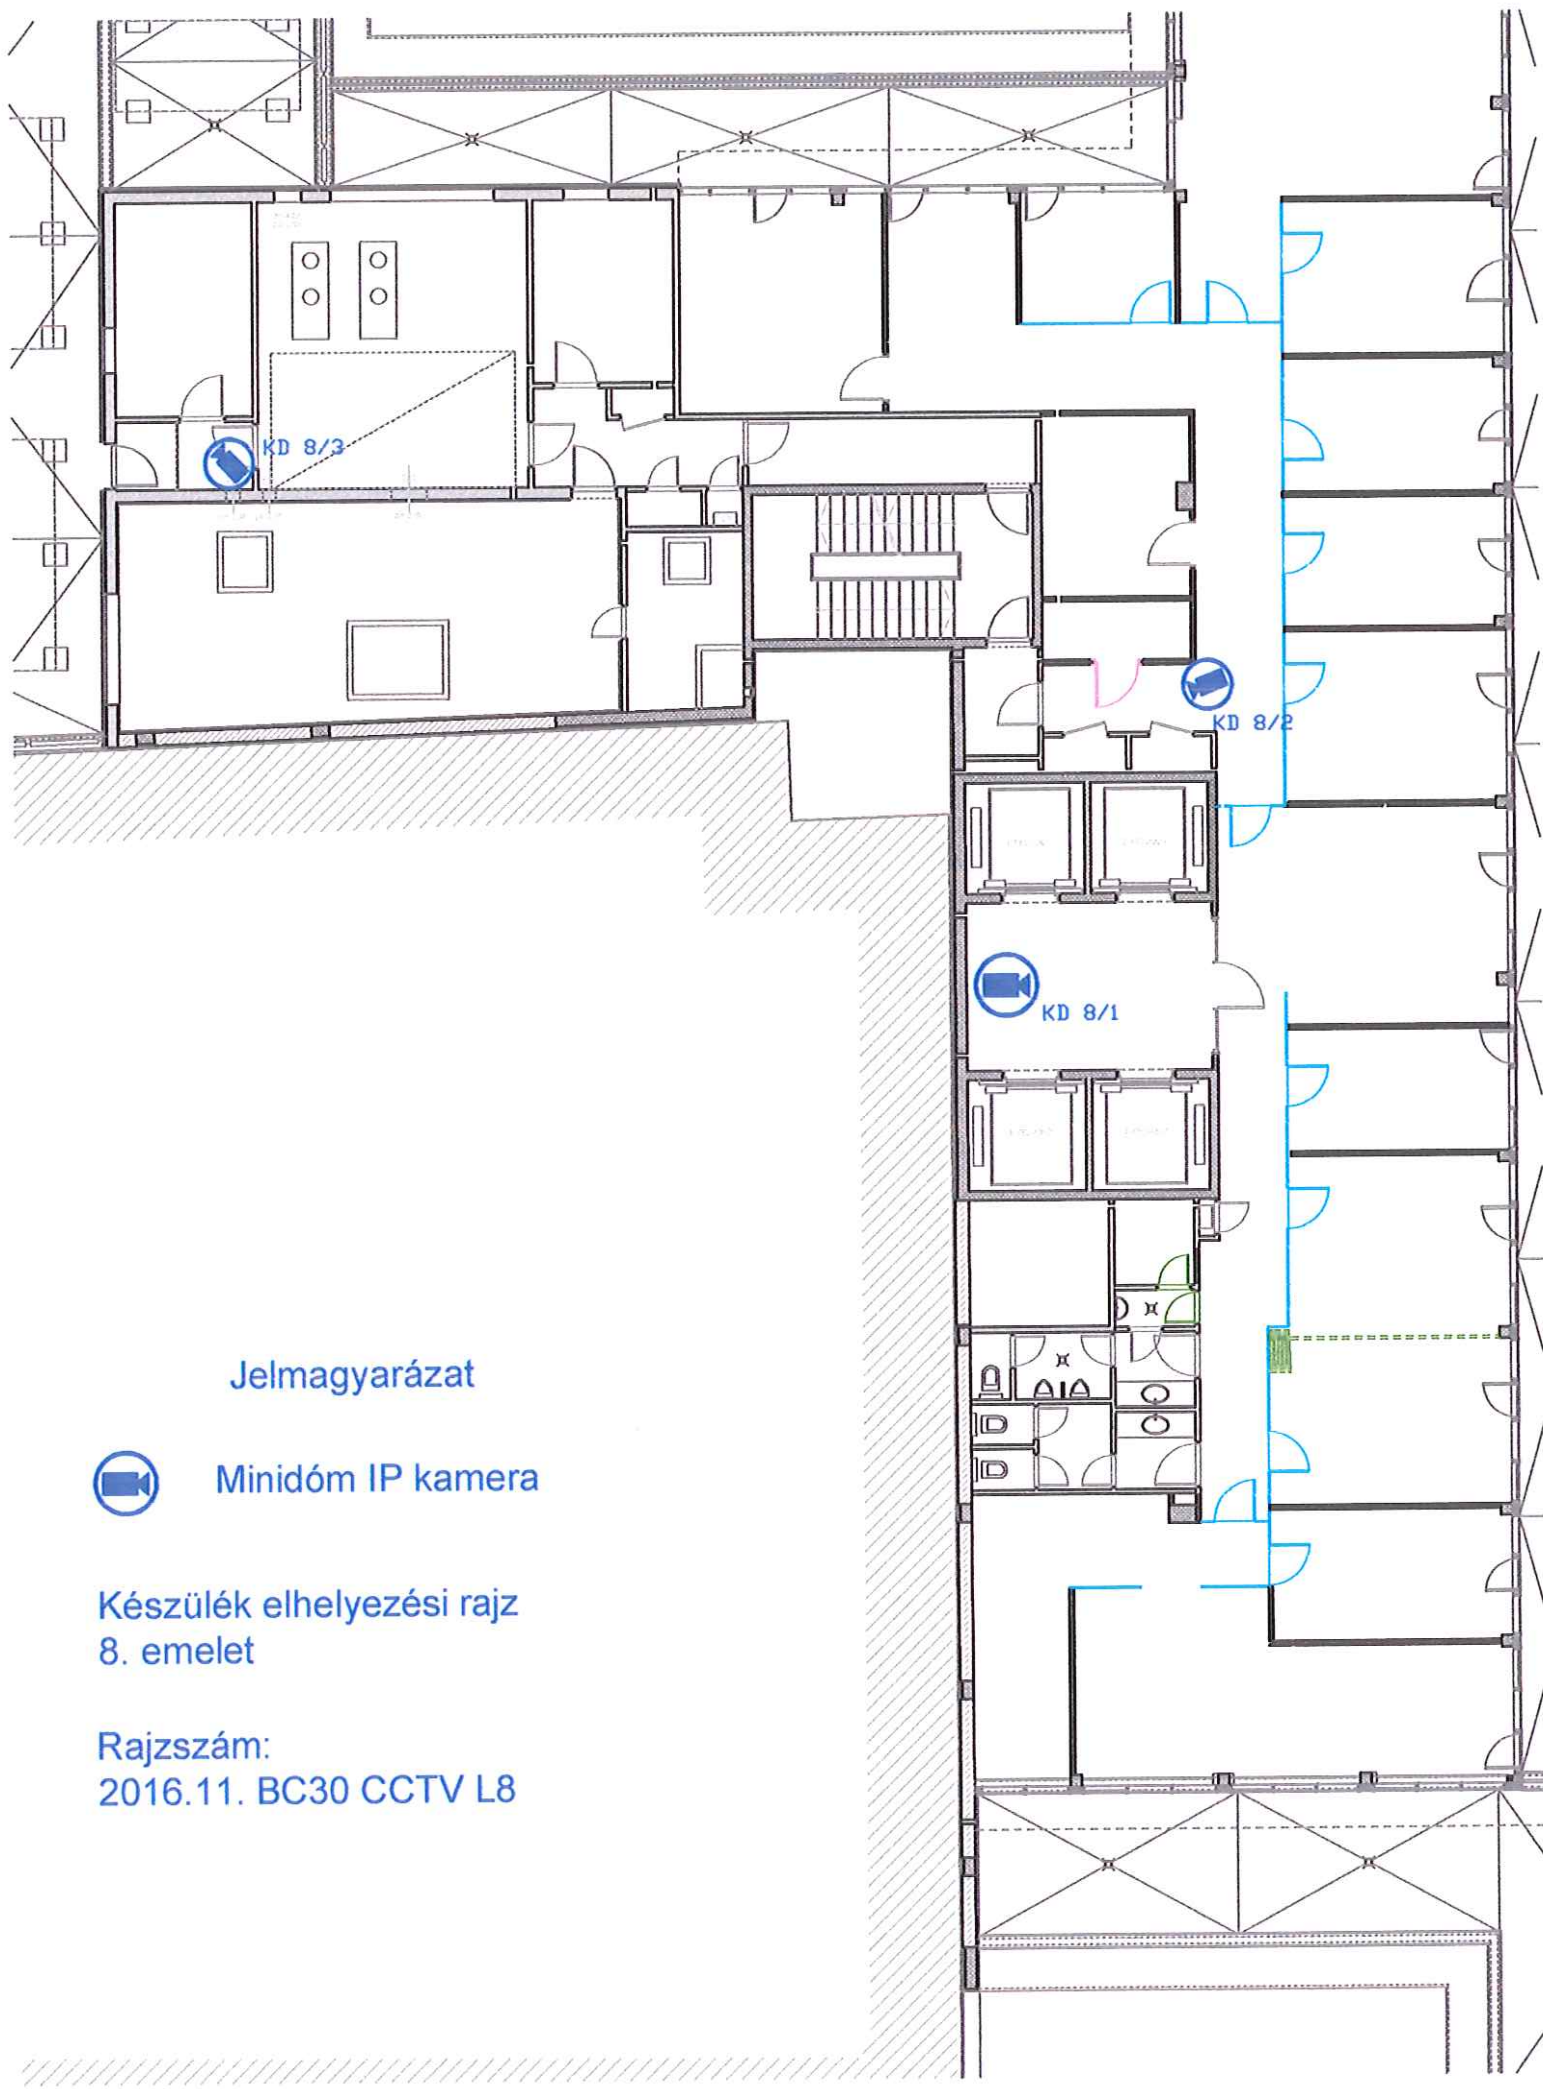 KD 8/3
KD 8/2
KD 8/1
Jelmagyarázat
Minidóm IP kamera
Készülék elhelyezési rajz
8. emelet
Rajzszám:
2016.11. BC30 CCTV L8